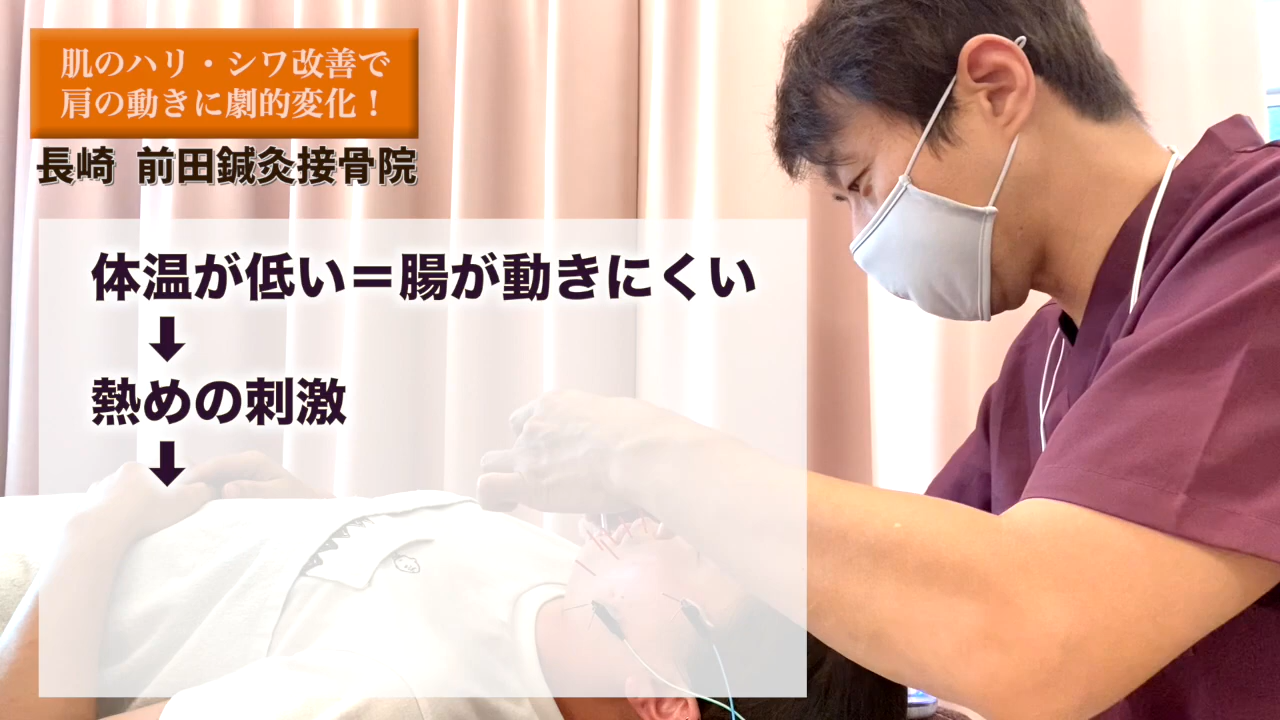 肌のハリ・シワ改善で
肩の動きに劇的変化！
長崎 前田鍼灸接骨院
体温が低い＝腸が動きにくい
⬇
熱めの刺激
⬇